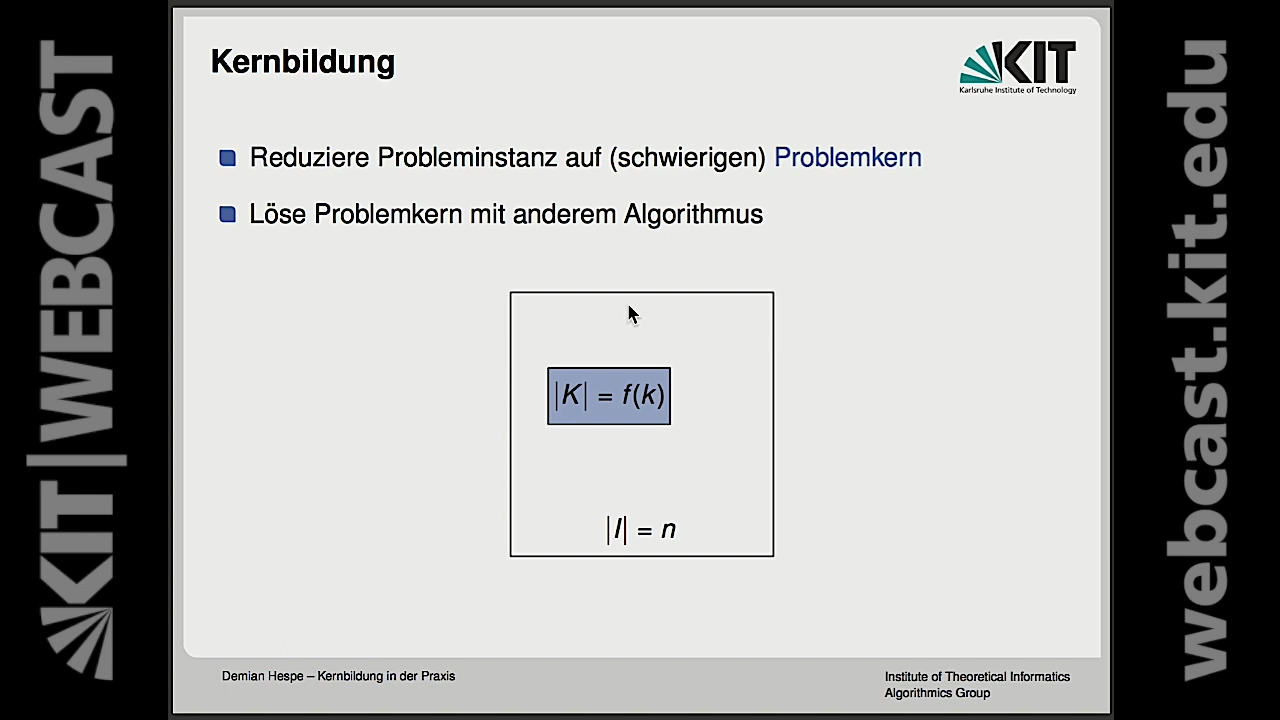 KIT|WEBCAST
Kernbildung
KIT
Karlsruhe Institute of Technology
Reduziere Probleminstanz auf (schwierigen) Problemkern
Löse Problemkern mit anderem Algorithmus
|K| = f(k)
|I| = n
Demian Hespe – Kernbildung in der Praxis
Institute of Theoretical Informatics
Algorithmics Group
webcast.kit.edu